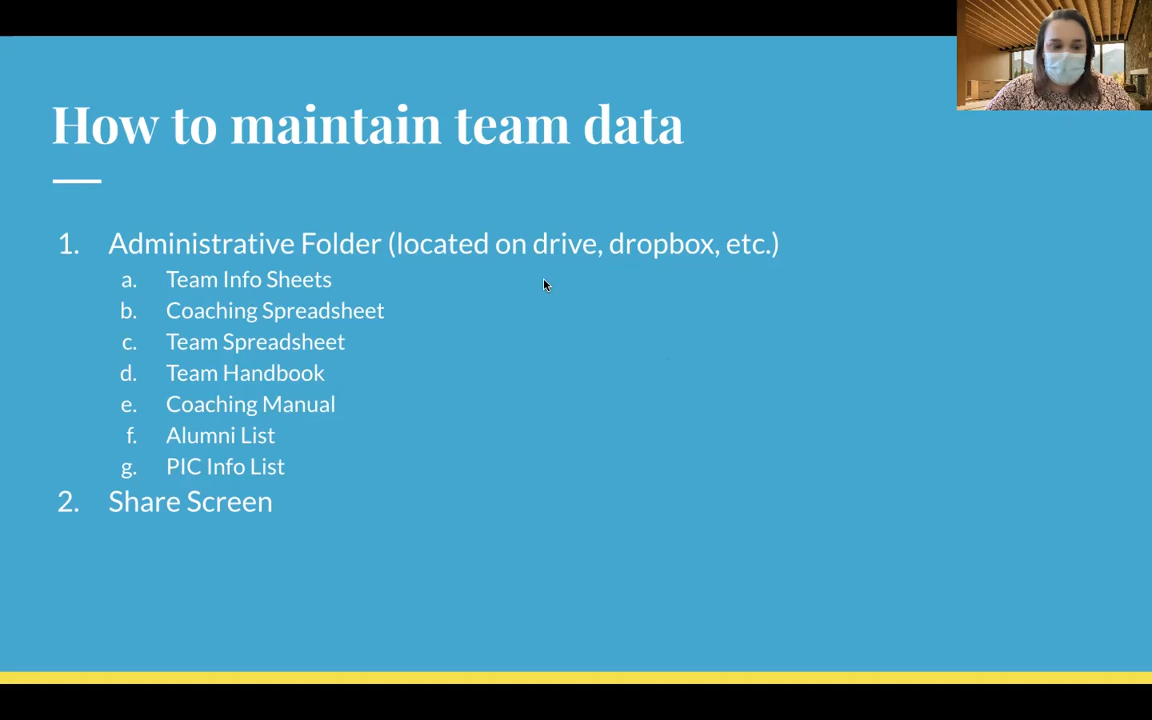 How to maintain team data
1. Administrative Folder (located on drive, dropbox, etc.)
a. Team Info Sheets
b. Coaching Spreadsheet
c. Team Spreadsheet
d. Team Handbook
e. Coaching Manual
f. Alumni List
g. PIC Info List
2. Share Screen